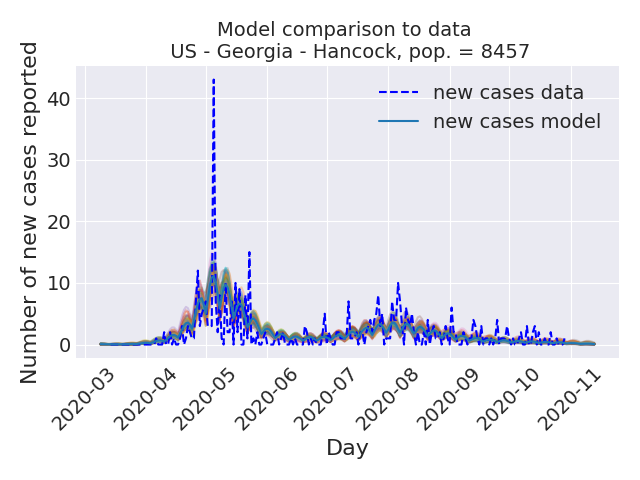 Model comparison to data
US - Georgia - Hancock, pop. = 8457
Number of new cases reported
40
30
20
10
0
new cases data
new cases model
2020-03
2020-04
2020-05
2020-06
2020-07
2020-08
2020-09
2020-10
2020-11
Day